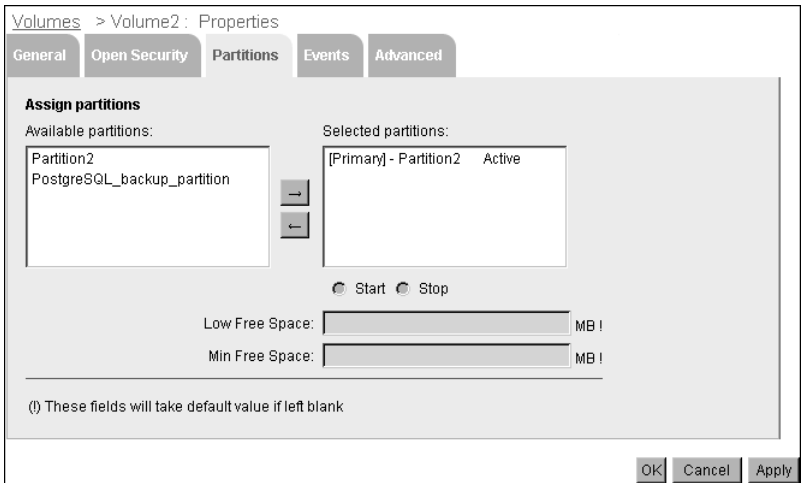 Volumes > Volume2 : Properties
General Open Security Partitions Events Advanced
Assign partitions
Available partitions: Selected partitions:
Partition2 [Primary] - Partition2 Active
PostgreSQL_backup_partition
→
←
Start Stop
Low Free Space: MB !
Min Free Space: MB !
(!) These fields will take default value if left blank
OK Cancel Apply